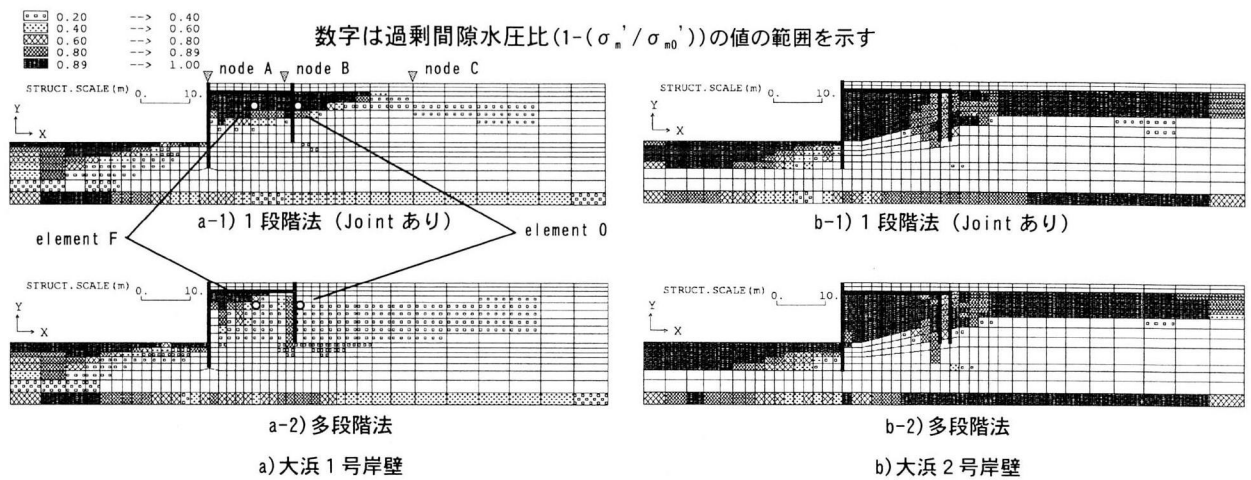 0.20 --> 0.40
0.40 --> 0.60
0.60 --> 0.80
0.80 --> 0.89
0.89 --> 1.00
数字は過剰間隙水圧比(1-(σm'/σm0'))の値の範囲を示す
node A node B node C
STRUCT.SCALE(m) 0. 10.
Y
X
a-1) 1 段階法 (Joint あり)
element F
element O
STRUCT.SCALE(m) 0. 10.
Y
X
a-2) 多段階法
a) 大浜 1 号岸壁
STRUCT.SCALE(m) 0. 10.
Y
X
b-1) 1 段階法 (Joint あり)
STRUCT.SCALE(m) 0. 10.
Y
X
b-2) 多段階法
b) 大浜 2 号岸壁